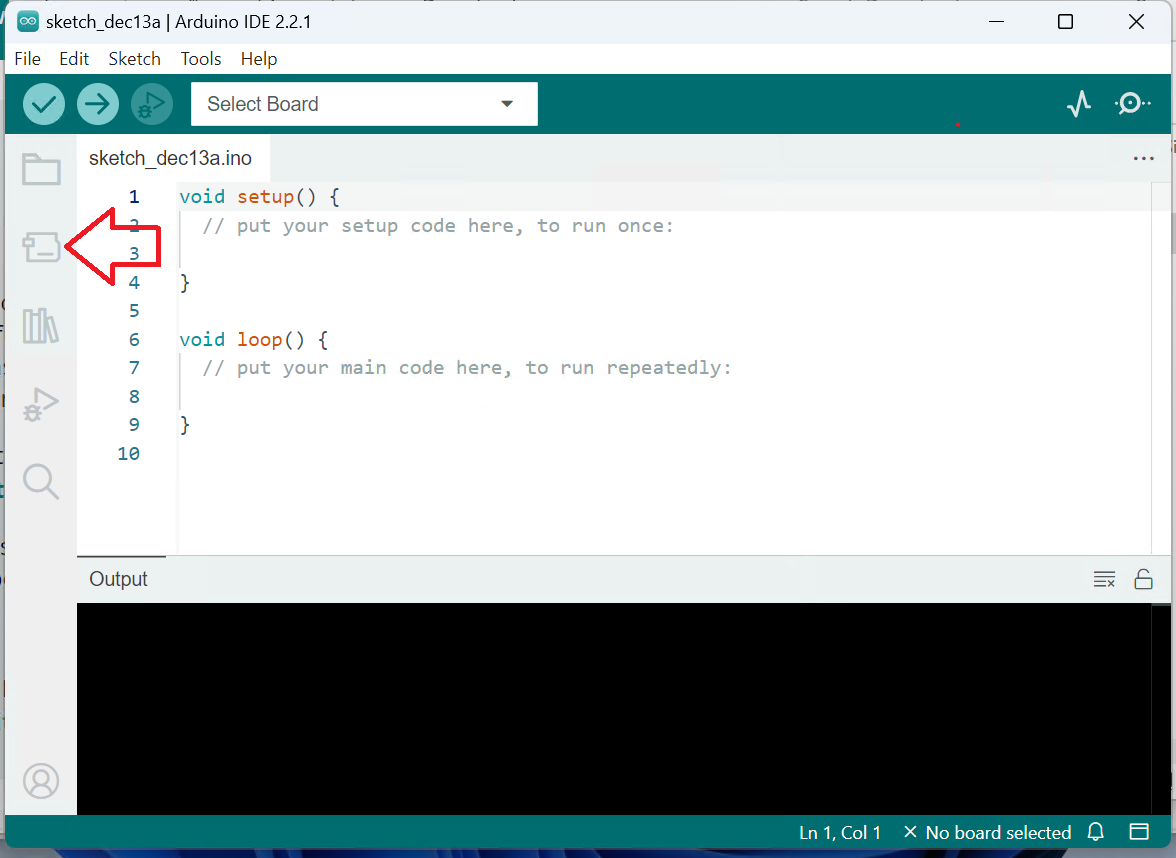 sketch_dec13a | Arduino IDE 2.2.1
File Edit Sketch Tools Help
Select Board
sketch_dec13a.ino
1 void setup() {
2 // put your setup code here, to run once:
3
4 }
5
6 void loop() {
7 // put your main code here, to run repeatedly:
8
9 }
10
Output
Ln 1, Col 1 No board selected